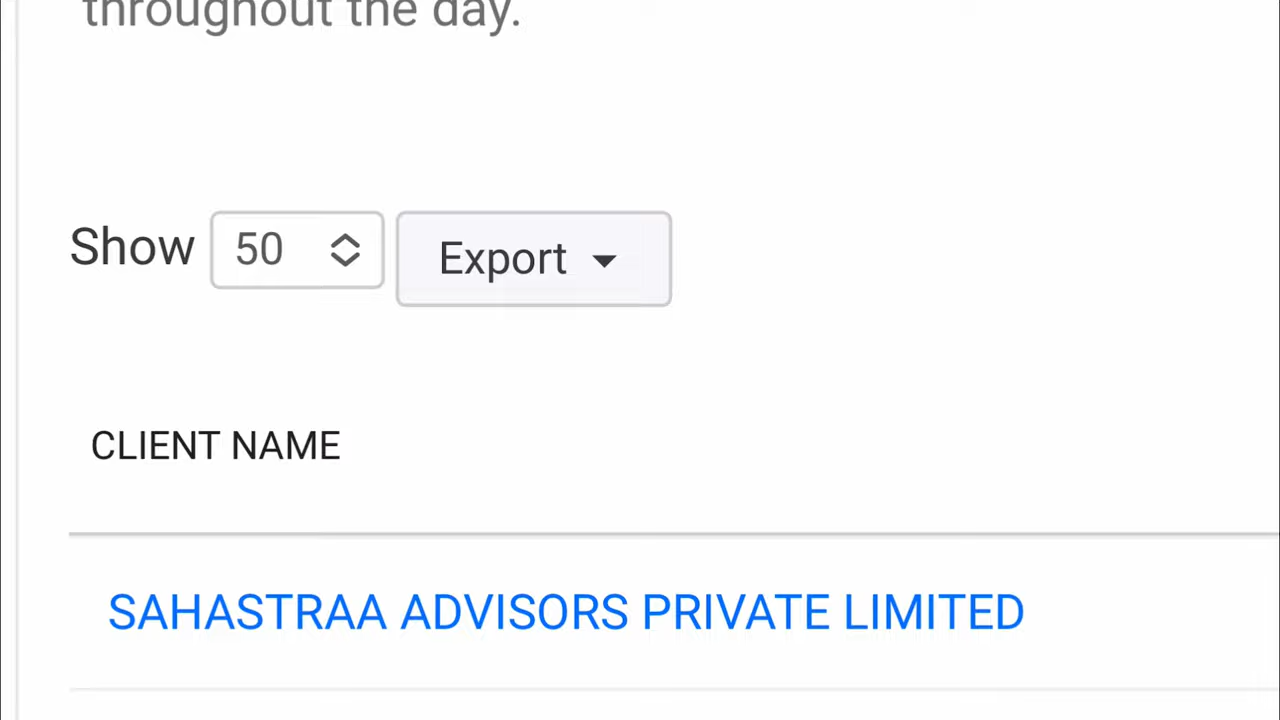 throughout the day.
Show 50 Export
CLIENT NAME
SAHASTRAA ADVISORS PRIVATE LIMITED